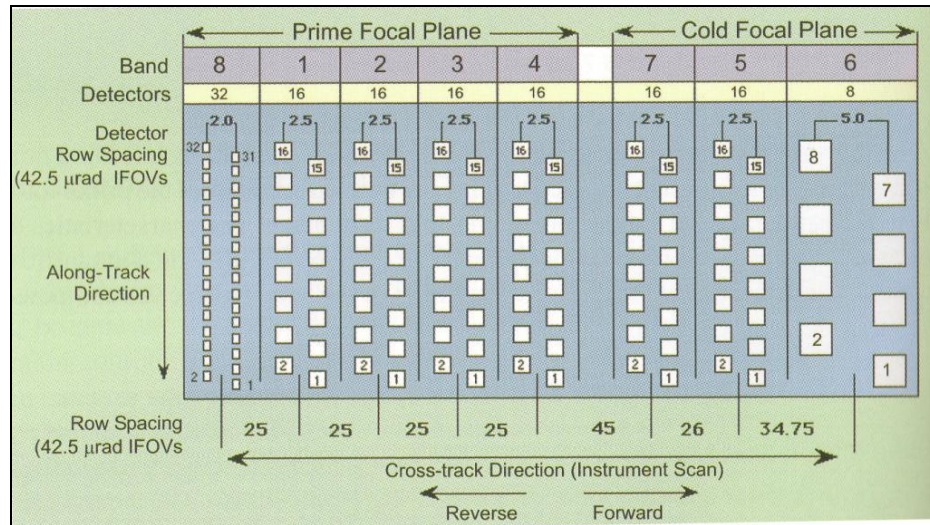 Prime Focal Plane Cold Focal Plane
Band 8 1 2 3 4 7 5 6
Detectors 32 16 16 16 16 16 16 8
Detector
Row Spacing
(42.5 µrad IFOVs
2.0 2.5 2.5 2.5 2.5 2.5 2.5 5.0
32 31 16 15 16 15 16 15 16 15 16 15 16 15 8 7
Along-Track
Direction
2 1 2 1 2 1 2 1 2 1 2 1 2 1 2 1
Row Spacing
(42.5 µrad IFOVs
25 25 25 25 45 26 34.75
Cross-track Direction (Instrument Scan)
Reverse Forward